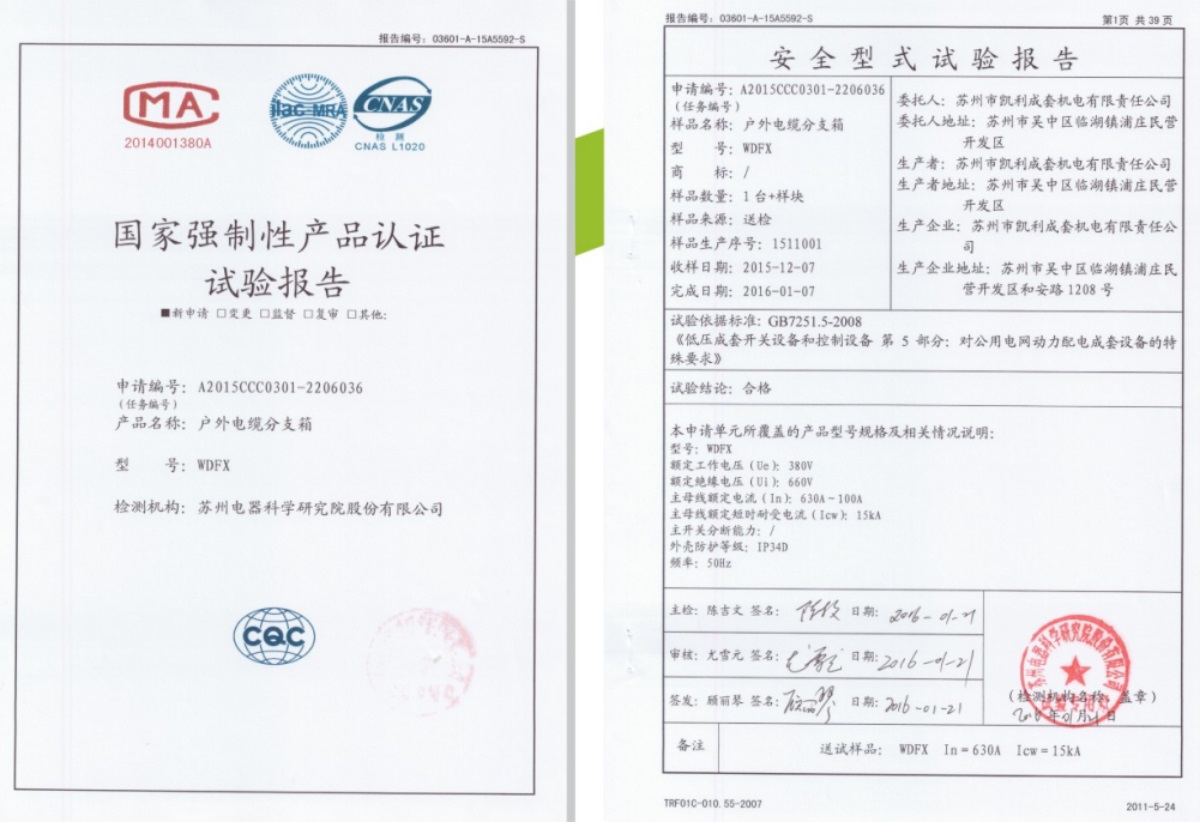 报告编号: 03601-A-15A5592-S
MA
2014001380A
ilac-MRA
CNAS
检 测
CNAS L1020
国家强制性产品认证
试验报告
■新申请 □变更 □监督 □复审 □其他:
申请编号: A2015CCC0301-2206036
(任务编号)
产品名称: 户外电缆分支箱
型 号: WDFX
检测机构: 苏州电器科学研究院股份有限公司
CQC
报告编号: 03601-A-15A5592-S
第1页 共 39 页
安全型式试验报告
申请编号: A2015CCC0301-2206036
(任务编号)
样品名称: 户外电缆分支箱
型 号: WDFX
商 标: /
样品数量: 1 台+样块
样品来源: 送检
样品生产序号: 1511001
收样日期: 2015-12-07
完成日期: 2016-01-07
委托人: 苏州市凯利成套机电有限责任公司
委托人地址: 苏州市吴中区临湖镇浦庄民营
开发区
生产者: 苏州市凯利成套机电有限责任公司
生产者地址: 苏州市吴中区临湖镇浦庄民营
开发区
生产企业: 苏州市凯利成套机电有限责任公
司
生产企业地址: 苏州市吴中区临湖镇浦庄民
营开发区和安路 1208 号
试验依据标准: GB7251.5-2008
《低压成套开关设备和控制设备 第 5 部分: 对公用电网动力配电成套设备的特
殊要求》
试验结论: 合格
本申请单元所覆盖的产品型号规格及相关情况说明:
型号: WDFX
额定工作电压 (Ue): 380V
额定绝缘电压 (Ui): 660V
主母线额定电流 (In): 630A~100A
主母线额定短时耐受电流 (Icw): 15kA
主开关分断能力: /
外壳防护等级: IP34D
频率: 50Hz
主检: 陈吉文 签名: 日期: 2016-01-21
审核: 尤雪元 签名: 日期: 2016-01-21
签发: 顾丽琴 签名: 日期: 2016-01-21
苏州电器科学研究院股份有限公司
(检测机构名称 盖章)
年 月 日
备注
送试样品: WDFX In=630A Icw=15kA
TRF01C-010.55-2007
2011-5-24